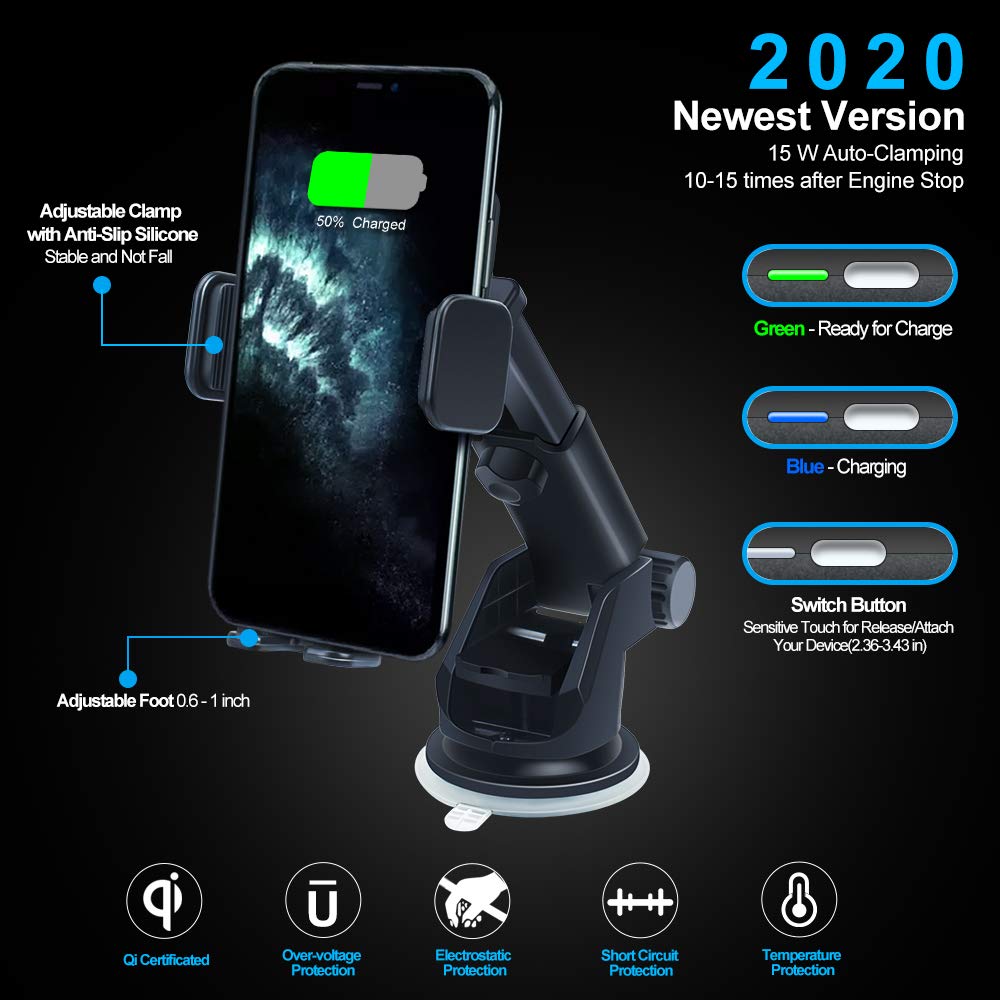 2020
Newest Version
15 W Auto-Clamping
10-15 times after Engine Stop
50% Charged
Adjustable Clamp
with Anti-Slip Silicone
Stable and Not Fall
Green - Ready for Charge
Blue - Charging
Switch Button
Sensitive Touch for Release/Attach
Your Device(2.36-3.43 in)
Adjustable Foot 0.6 - 1 inch
qi
U
Qi Certificated
Over-voltage
Protection
Electrostatic
Protection
Short Circuit
Protection
Temperature
Protection